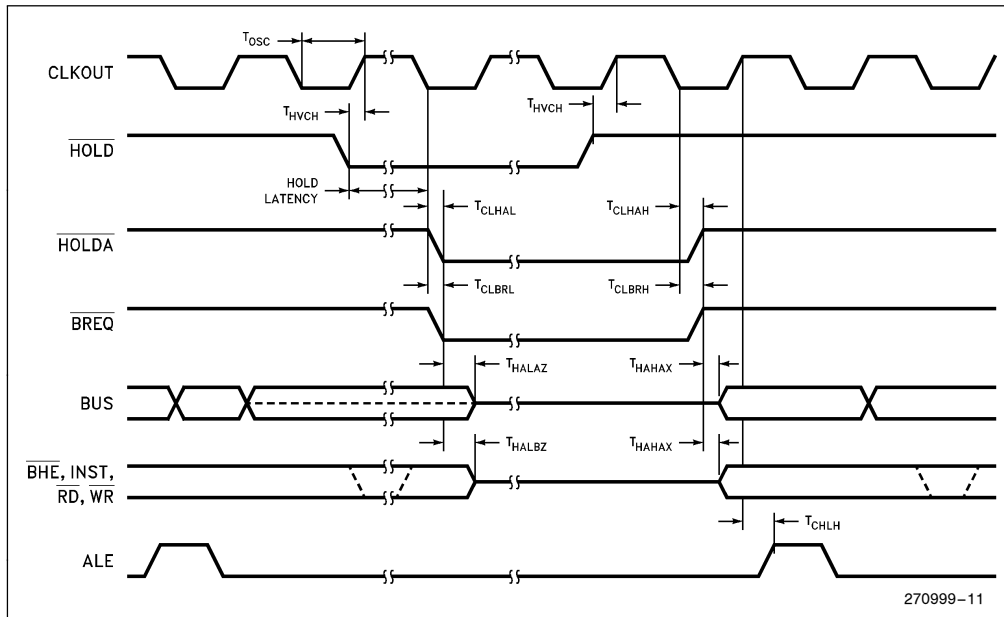 TOSC
CLKOUT
THVCH
THVCH
HOLD
HOLD
LATENCY
TCLHAL
TCLHAH
HOLDA
TCLBRL
TCLBRH
BREQ
THALAZ
THAHAX
BUS
THALBZ
THAHAX
BHE, INST,
RD, WR
TCHLH
ALE
270999-11